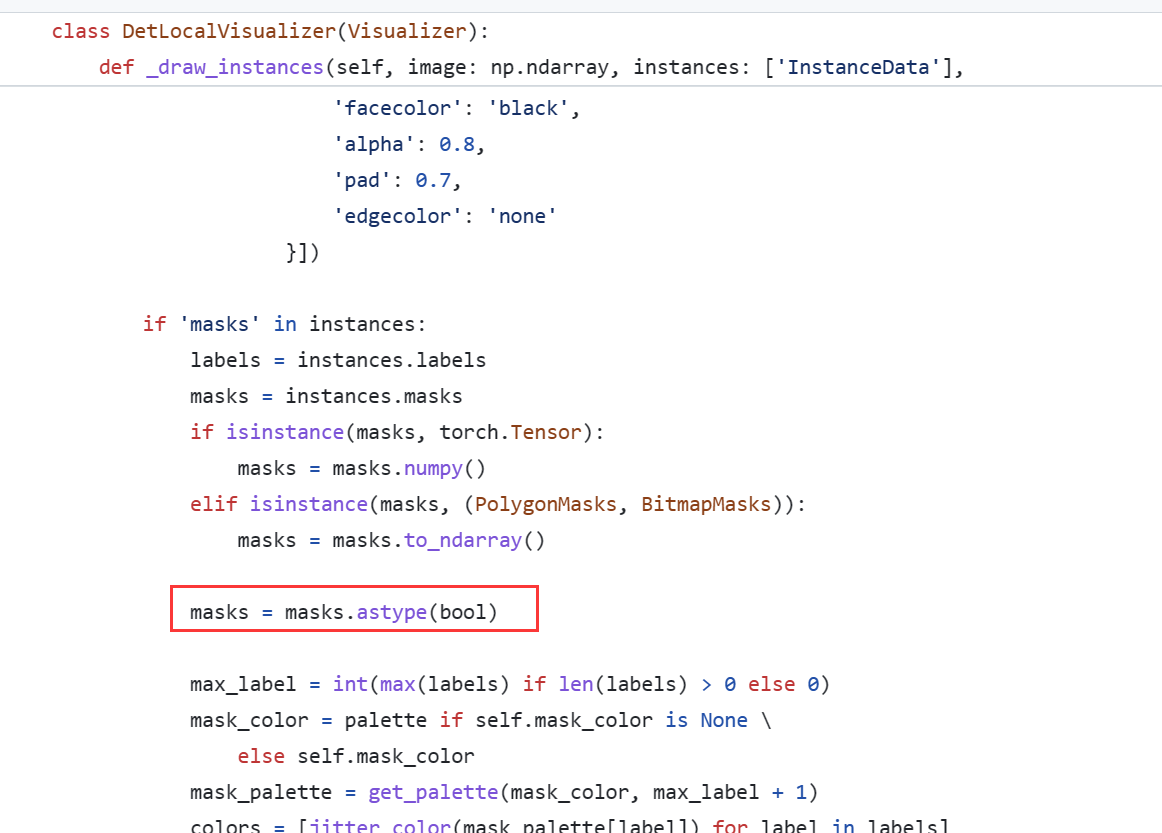 class DetLocalVisualizer(Visualizer):
def _draw_instances(self, image: np.ndarray, instances: ['InstanceData'],
'facecolor': 'black',
'alpha': 0.8,
'pad': 0.7,
'edgecolor': 'none'
}])
if 'masks' in instances:
labels = instances.labels
masks = instances.masks
if isinstance(masks, torch.Tensor):
masks = masks.numpy()
elif isinstance(masks, (PolygonMasks, BitmapMasks)):
masks = masks.to_ndarray()
masks = masks.astype(bool)
max_label = int(max(labels) if len(labels) > 0 else 0)
mask_color = palette if self.mask_color is None \
else self.mask_color
mask_palette = get_palette(mask_color, max_label + 1)
colors = [jitter_color(mask_palette[label]) for label in labels]